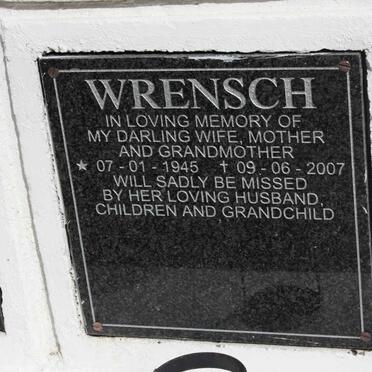 WRENSCH
IN LOVING MEMORY OF
MY DARLING WIFE, MOTHER
AND GRANDMOTHER
★ 07-01-1945 ✝ 09-06-2007
WILL SADLY BE MISSED
BY HER LOVING HUSBAND,
CHILDREN AND GRANDCHILD